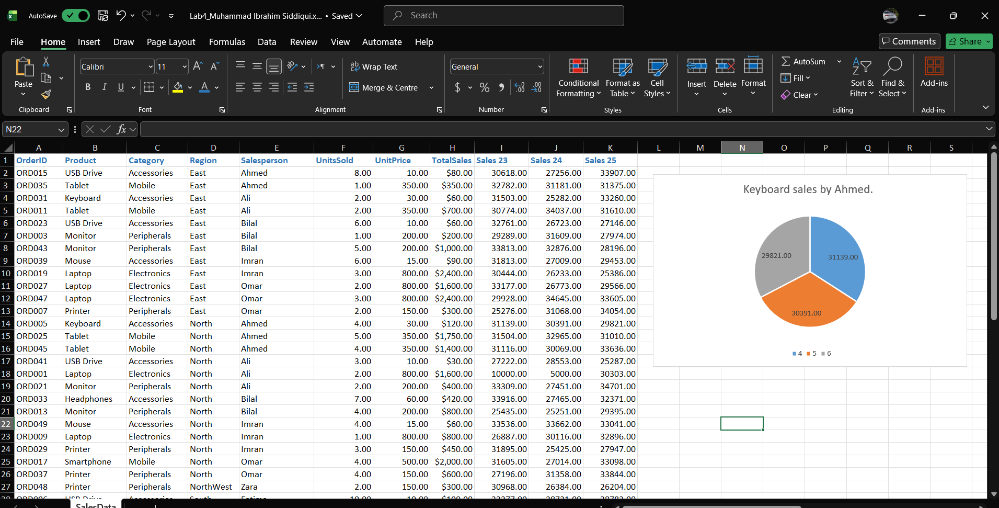 AutoSave Lab4_Muhammad Ibrahim Siddiqui.x... • Saved Search
File Home Insert Draw Page Layout Formulas Data Review View Automate Help Comments Share
Paste Calibri 11 Wrap Text General Conditional Formatting Format as Table Cell Styles Insert Delete Format AutoSum Sort & Filter Find & Select Add-ins
B I U A Merge & Centre $ % Fill
Clear
Clipboard Font Alignment Number Styles Cells Editing Add-ins
N22 fx
A B C D E F G H I J K L M N O P Q R S
1 OrderID Product Category Region Salesperson UnitsSold UnitPrice TotalSales Sales 23 Sales 24 Sales 25
2 ORD015 USB Drive Accessories East Ahmed 8.00 10.00 $80.00 30618.00 27256.00 33907.00
3 ORD035 Tablet Mobile East Ahmed 1.00 350.00 $350.00 32782.00 31181.00 31375.00
4 ORD031 Keyboard Accessories East Ali 2.00 30.00 $60.00 31503.00 25282.00 33260.00
5 ORD011 Tablet Mobile East Ali 2.00 350.00 $700.00 30774.00 34037.00 31610.00
6 ORD023 USB Drive Accessories East Bilal 6.00 10.00 $60.00 32761.00 26723.00 27146.00
7 ORD003 Monitor Peripherals East Bilal 1.00 200.00 $200.00 29289.00 31609.00 27974.00
8 ORD043 Monitor Peripherals East Bilal 5.00 200.00 $1,000.00 33813.00 32876.00 28196.00
9 ORD039 Mouse Accessories East Imran 6.00 15.00 $90.00 31813.00 27009.00 29453.00
10 ORD019 Laptop Electronics East Imran 3.00 800.00 $2,400.00 30444.00 26233.00 25386.00
11 ORD027 Laptop Electronics East Omar 2.00 800.00 $1,600.00 33177.00 26773.00 29566.00
12 ORD047 Laptop Electronics East Omar 3.00 800.00 $2,400.00 29928.00 34645.00 33605.00
13 ORD007 Printer Peripherals East Omar 2.00 150.00 $300.00 25276.00 31068.00 34054.00
14 ORD005 Keyboard Accessories North Ahmed 4.00 30.00 $120.00 31139.00 30391.00 29821.00
15 ORD025 Tablet Mobile North Ahmed 5.00 350.00 $1,750.00 31504.00 32965.00 31010.00
16 ORD045 Tablet Mobile North Ahmed 4.00 350.00 $1,400.00 31116.00 30069.00 33636.00
17 ORD041 USB Drive Accessories North Ali 3.00 10.00 $30.00 27222.00 28553.00 25287.00
18 ORD001 Laptop Electronics North Ali 2.00 800.00 $1,600.00 10000.00 5000.00 30303.00
19 ORD021 Monitor Peripherals North Ali 2.00 200.00 $400.00 33309.00 27451.00 34701.00
20 ORD033 Headphones Accessories North Bilal 7.00 60.00 $420.00 33916.00 27465.00 32371.00
21 ORD013 Monitor Peripherals North Bilal 4.00 200.00 $800.00 25435.00 25251.00 29395.00
22 ORD049 Mouse Accessories North Imran 4.00 15.00 $60.00 33536.00 33662.00 33041.00
23 ORD009 Laptop Electronics North Imran 1.00 800.00 $800.00 26887.00 30116.00 32896.00
24 ORD029 Printer Peripherals North Imran 3.00 150.00 $450.00 31895.00 25425.00 27947.00
25 ORD017 Smartphone Mobile North Omar 4.00 500.00 $2,000.00 31605.00 27014.00 33098.00
26 ORD037 Printer Peripherals North Omar 4.00 150.00 $600.00 27196.00 31358.00 33844.00
27 ORD048 Printer Peripherals NorthWest Zara 2.00 150.00 $300.00 30968.00 26384.00 26204.00
Keyboard sales by Ahmed.
29821.00 31139.00
30391.00
4 5 6
SalesData